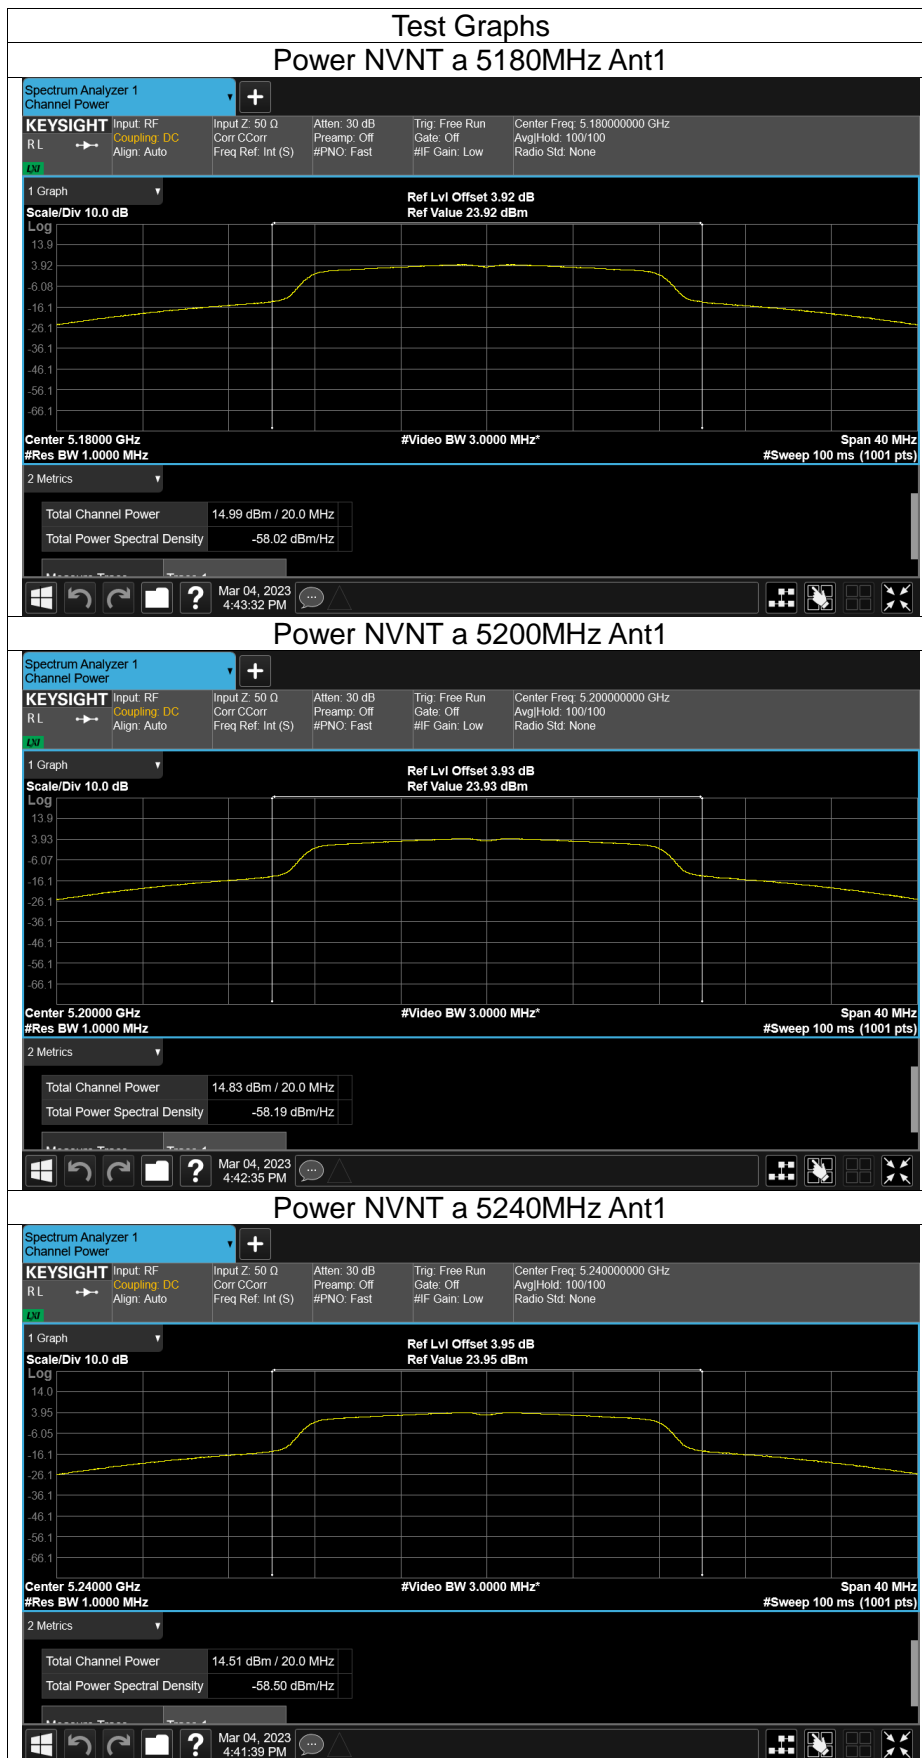 Test Graphs
Power NVNT a 5180MHz Ant1
Spectrum Analyzer 1
Channel Power
KEYSIGHT Input: RF Input Z: 50 Ω Atten: 30 dB Trig: Free Run Center Freq: 5.180000000 GHz
RL Coupling: DC Corr CCorr Preamp: Off Gate: Off Avg|Hold: 100/100
Align: Auto Freq Ref: Int (S) #PNO: Fast #IF Gain: Low Radio Std: None
LXI
1 Graph Ref Lvl Offset 3.92 dB
Scale/Div 10.0 dB Ref Value 23.92 dBm
Log
13.9
3.92
-6.08
-16.1
-26.1
-36.1
-46.1
-56.1
-66.1
Center 5.18000 GHz #Video BW 3.0000 MHz* Span 40 MHz
#Res BW 1.0000 MHz #Sweep 100 ms (1001 pts)
2 Metrics
Total Channel Power 14.99 dBm / 20.0 MHz
Total Power Spectral Density -58.02 dBm/Hz
Mar 04, 2023
4:43:32 PM
Power NVNT a 5200MHz Ant1
Spectrum Analyzer 1
Channel Power
KEYSIGHT Input: RF Input Z: 50 Ω Atten: 30 dB Trig: Free Run Center Freq: 5.200000000 GHz
RL Coupling: DC Corr CCorr Preamp: Off Gate: Off Avg|Hold: 100/100
Align: Auto Freq Ref: Int (S) #PNO: Fast #IF Gain: Low Radio Std: None
LXI
1 Graph Ref Lvl Offset 3.93 dB
Scale/Div 10.0 dB Ref Value 23.93 dBm
Log
13.9
3.93
-6.07
-16.1
-26.1
-36.1
-46.1
-56.1
-66.1
Center 5.20000 GHz #Video BW 3.0000 MHz* Span 40 MHz
#Res BW 1.0000 MHz #Sweep 100 ms (1001 pts)
2 Metrics
Total Channel Power 14.83 dBm / 20.0 MHz
Total Power Spectral Density -58.19 dBm/Hz
Mar 04, 2023
4:42:35 PM
Power NVNT a 5240MHz Ant1
Spectrum Analyzer 1
Channel Power
KEYSIGHT Input: RF Input Z: 50 Ω Atten: 30 dB Trig: Free Run Center Freq: 5.240000000 GHz
RL Coupling: DC Corr CCorr Preamp: Off Gate: Off Avg|Hold: 100/100
Align: Auto Freq Ref: Int (S) #PNO: Fast #IF Gain: Low Radio Std: None
LXI
1 Graph Ref Lvl Offset 3.95 dB
Scale/Div 10.0 dB Ref Value 23.95 dBm
Log
14.0
3.95
-6.05
-16.1
-26.1
-36.1
-46.1
-56.1
-66.1
Center 5.24000 GHz #Video BW 3.0000 MHz* Span 40 MHz
#Res BW 1.0000 MHz #Sweep 100 ms (1001 pts)
2 Metrics
Total Channel Power 14.51 dBm / 20.0 MHz
Total Power Spectral Density -58.50 dBm/Hz
Mar 04, 2023
4:41:39 PM